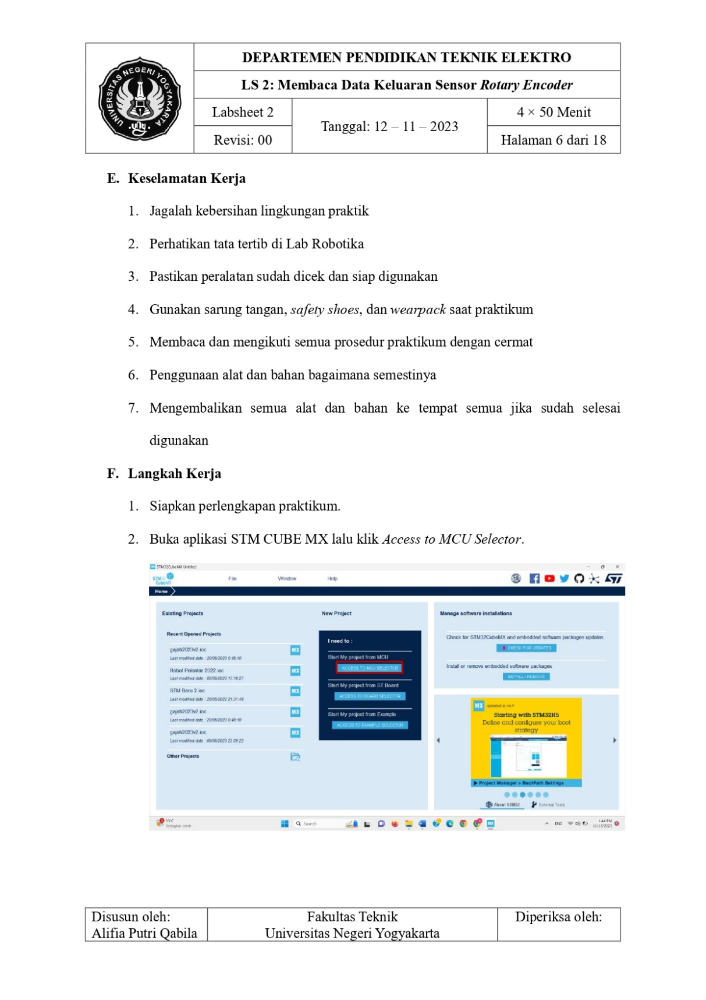 UNIVERSITAS NEGERI YOGYAKARTA
uny
DEPARTEMEN PENDIDIKAN TEKNIK ELEKTRO
LS 2: Membaca Data Keluaran Sensor Rotary Encoder
Labsheet 2
Tanggal: 12 – 11 – 2023
4 × 50 Menit
Revisi: 00
Halaman 6 dari 18
E. Keselamatan Kerja
1. Jagalah kebersihan lingkungan praktik
2. Perhatikan tata tertib di Lab Robotika
3. Pastikan peralatan sudah dicek dan siap digunakan
4. Gunakan sarung tangan, safety shoes, dan wearpack saat praktikum
5. Membaca dan mengikuti semua prosedur praktikum dengan cermat
6. Penggunaan alat dan bahan bagaimana semestinya
7. Mengembalikan semua alat dan bahan ke tempat semua jika sudah selesai
digunakan
F. Langkah Kerja
1. Siapkan perlengkapan praktikum.
2. Buka aplikasi STM CUBE MX lalu klik Access to MCU Selector.
MX STM32CubeMX Untitled
STM32
CubeMX
File Window Help
Home
Existing Projects
New Project
Manage software installations
Recent Opened Projects
gajah2023v2.ioc
MX
Last modified date : 20/05/2023 0:46:10
Robot Pelontar 2022.ioc
MX
Last modified date : 02/09/2023 17:18:27
STM Baru 2.ioc
MX
Last modified date : 29/05/2022 21:31:48
gajah2023v2.ioc
MX
Last modified date : 20/05/2023 0:46:10
gajah2023v2.ioc
MX
Last modified date : 09/05/2023 23:09:22
Other Projects
I need to :
Start My project from MCU
ACCESS TO MCU SELECTOR
Start My project from ST Board
ACCESS TO BOARD SELECTOR
Start My project from Example
ACCESS TO EXAMPLE SELECTOR
Check for STM32CubeMX and embedded software packages updates
CHECK FOR UPDATES
Install or remove embedded software packages
INSTALL / REMOVE
MX
Starting with STM32H5
Define and configure your boot
strategy
Project Manager > BootPath Settings
About STM32 External Tools
33°C
Sebagian cerah
Search
MX
ENG
1:44 PM
11/12/2023
Disusun oleh:
Alifia Putri Qabila
Fakultas Teknik
Universitas Negeri Yogyakarta
Diperiksa oleh: